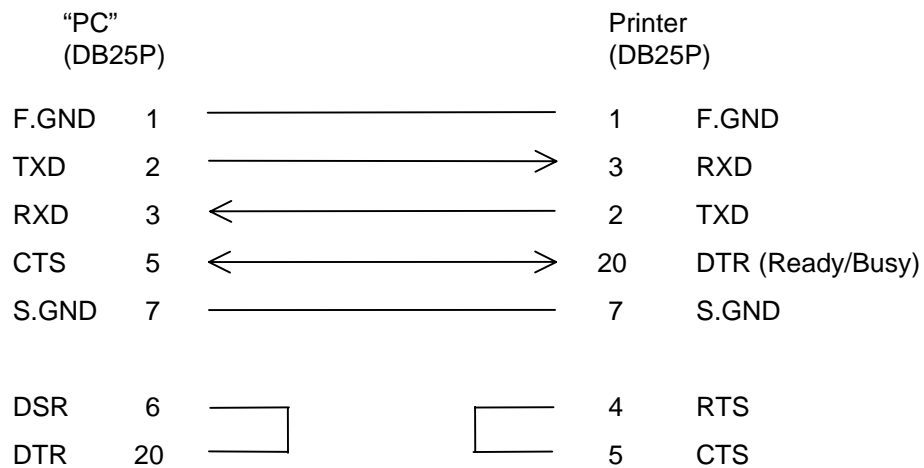 “PC” Printer
(DB25P) (DB25P)
F.GND 1 1 F.GND
TXD 2 3 RXD
RXD 3 2 TXD
CTS 5 20 DTR (Ready/Busy)
S.GND 7 7 S.GND
DSR 6 4 RTS
DTR 20 5 CTS